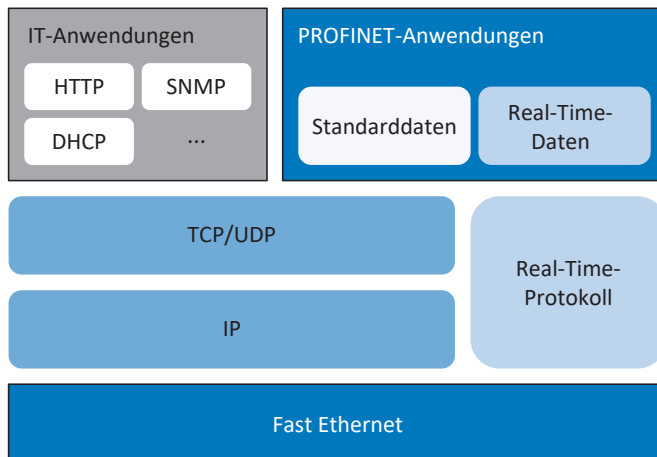 IT-Anwendungen
HTTP
SNMP
DHCP
...
PROFINET-Anwendungen
Standarddaten
Real-Time-
Daten
TCP/UDP
IP
Real-Time-
Protokoll
Fast Ethernet